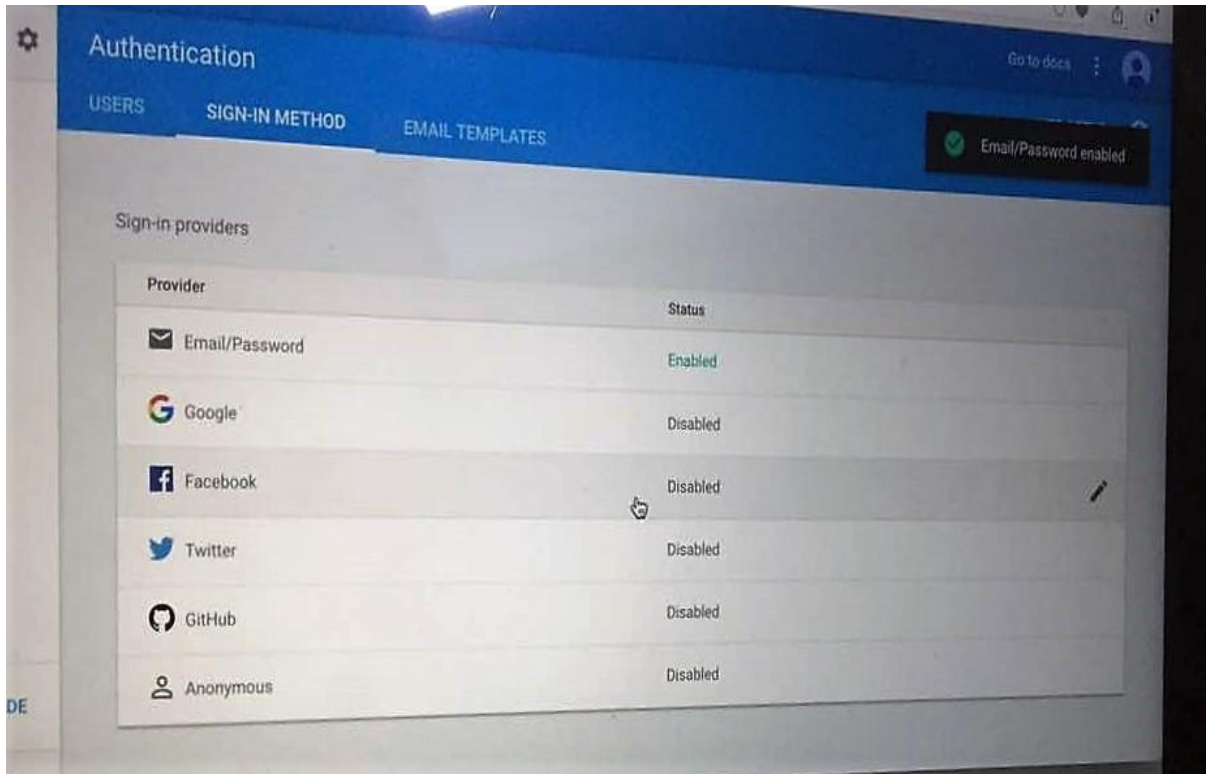 Authentication
Go to docs
USERS SIGN-IN METHOD EMAIL TEMPLATES
Email/Password enabled
Sign-in providers
Provider Status
Email/Password Enabled
Google Disabled
Facebook Disabled
Twitter Disabled
GitHub Disabled
Anonymous Disabled
DE